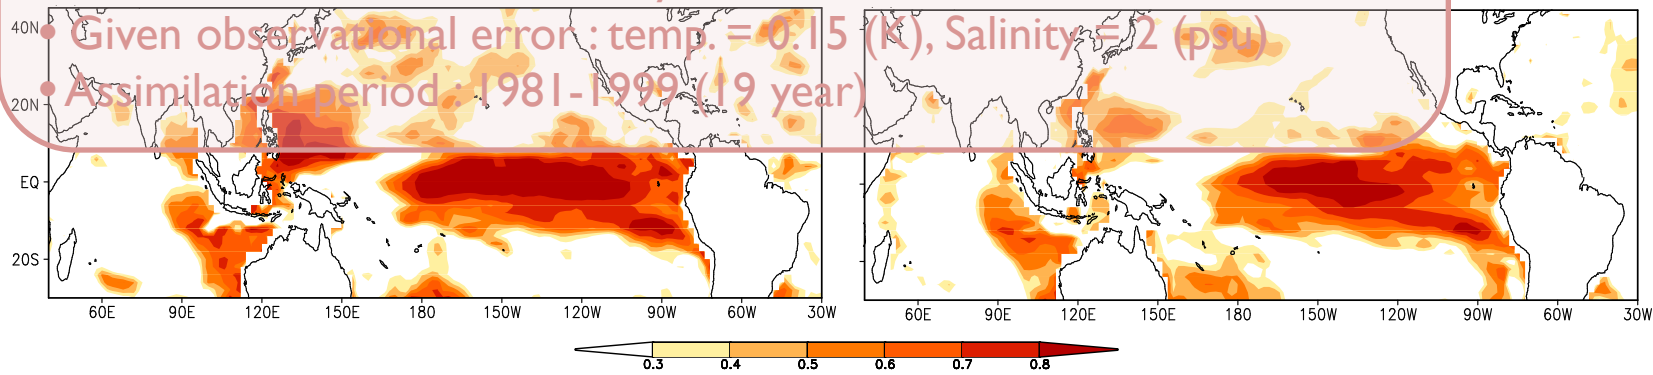 • Given observational error : temp. = 0.15 (K), Salinity = 2 (psu)
• Assimilation period : 1981-1999 (19 year)
40N
20N
EQ
20S
60E 90E 120E 150E 180 150W 120W 90W 60W 30W
60E 90E 120E 150E 180 150W 120W 90W 60W 30W
0.3 0.4 0.5 0.6 0.7 0.8